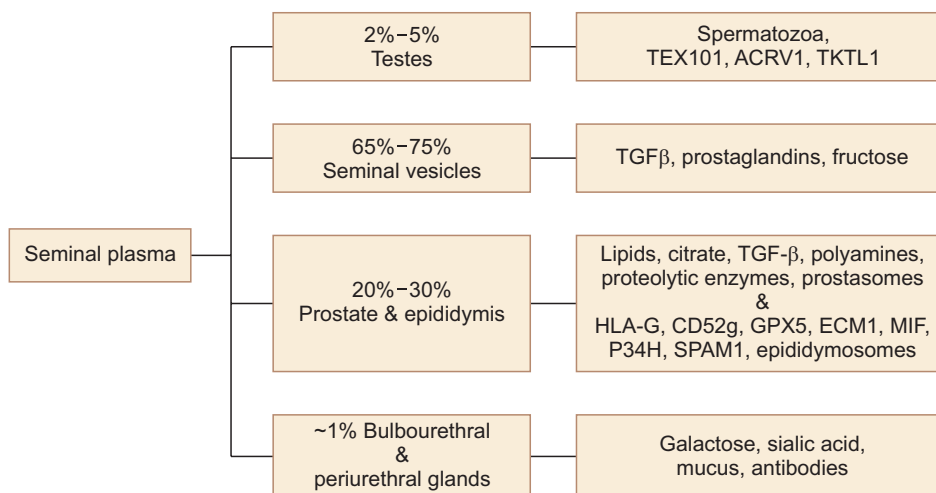 2%–5%
Testes
Spermatozoa,
TEX101, ACRV1, TKTL1
65%–75%
Seminal vesicles
TGFβ, prostaglandins, fructose
Seminal plasma
20%–30%
Prostate & epididymis
Lipids, citrate, TGF-β, polyamines,
proteolytic enzymes, prostasomes
&
HLA-G, CD52g, GPX5, ECM1, MIF,
P34H, SPAM1, epididymosomes
~1% Bulbourethral
&
periurethral glands
Galactose, sialic acid,
mucus, antibodies